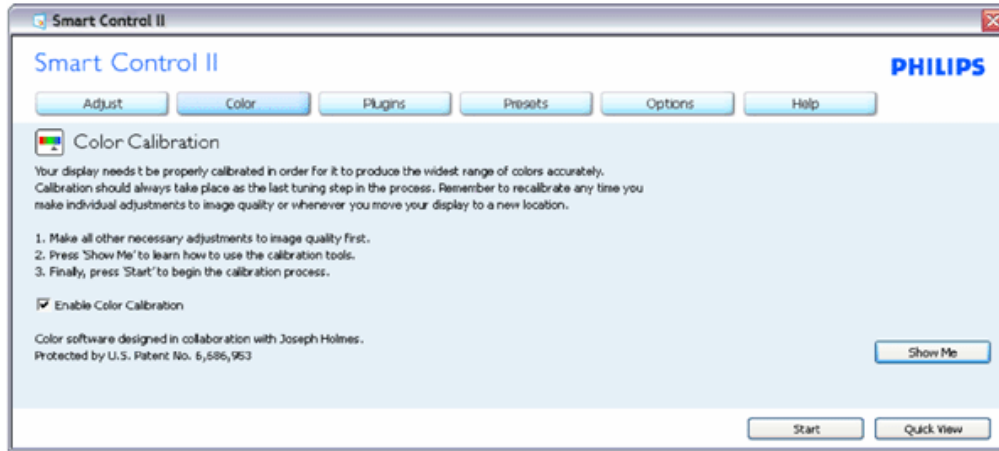 Smart Control II
Smart Control II
PHILIPS
Adjust Color Plugins Presets Options Help
Color Calibration
Your display needs t be properly calibrated in order for it to produce the widest range of colors accurately.
Calibration should always take place as the last tuning step in the process. Remember to recalibrate any time you
make individual adjustments to image quality or whenever you move your display to a new location.
1. Make all other necessary adjustments to image quality first.
2. Press 'Show Me' to learn how to use the calibration tools.
3. Finally, press 'Start' to begin the calibration process.
Enable Color Calibration
Color software designed in collaboration with Joseph Holmes.
Protected by U.S. Patent No. 6,686,953
Show Me
Start Quick View